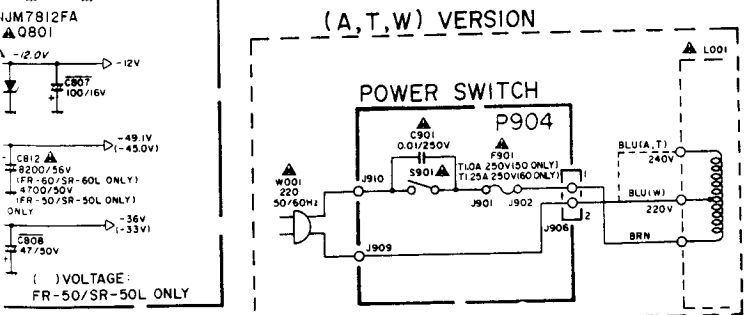 NJM7812FA
Q801
-12.0V
-12V
C807
100/16V
-49.1V
(-45.0V)
C812
8200/56V
(FR-60/SR-60L ONLY)
4700/50V
(FR-50/SR-50L ONLY)
ONLY
-36V
(-33V)
C808
47/50V
( ) VOLTAGE:
FR-50/SR-50L ONLY
(A,T,W) VERSION
L001
POWER SWITCH
P904
C901
0.01/250V
F901
T1.0A 250V(50 ONLY)
T1.25A 250V(60 ONLY)
S901
J910
J901
J902
1
2
J906
W001
220
50/60Hz
J909
BLU(A,T)
240V
BLU(W)
220V
BRN